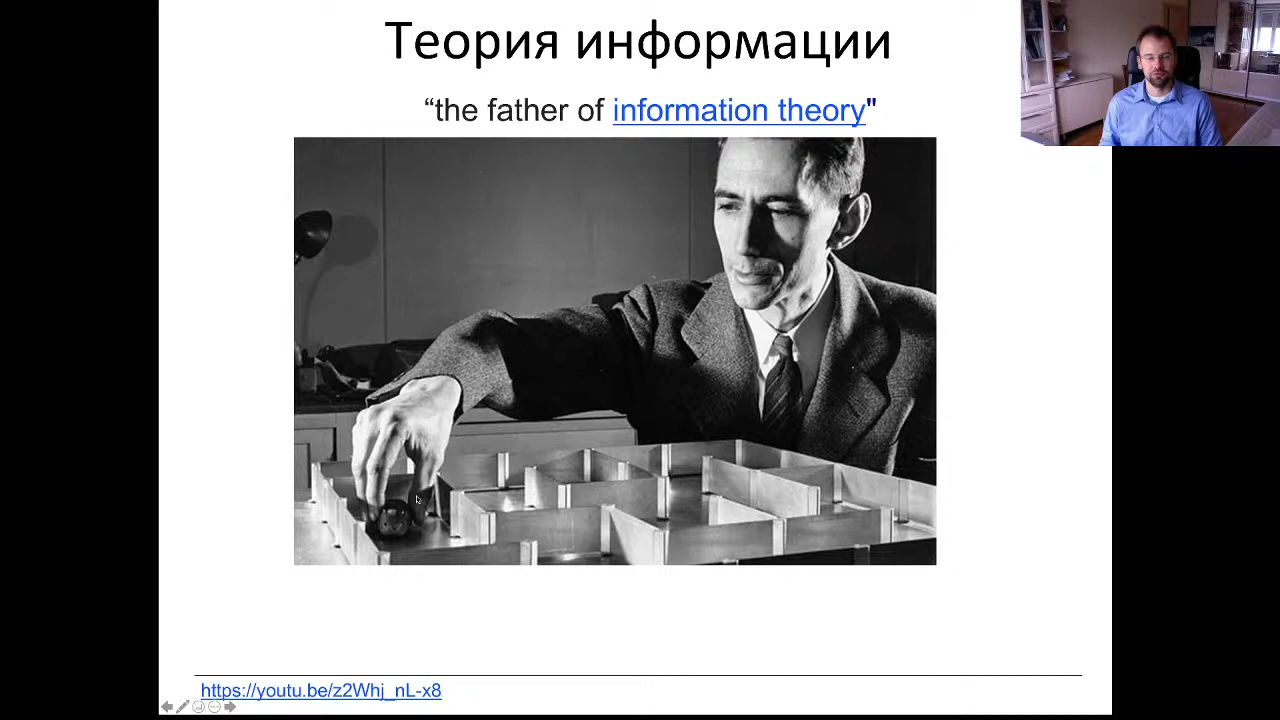 Теория информации
“the father of information theory"
https://youtu.be/z2Whj_nL-x8